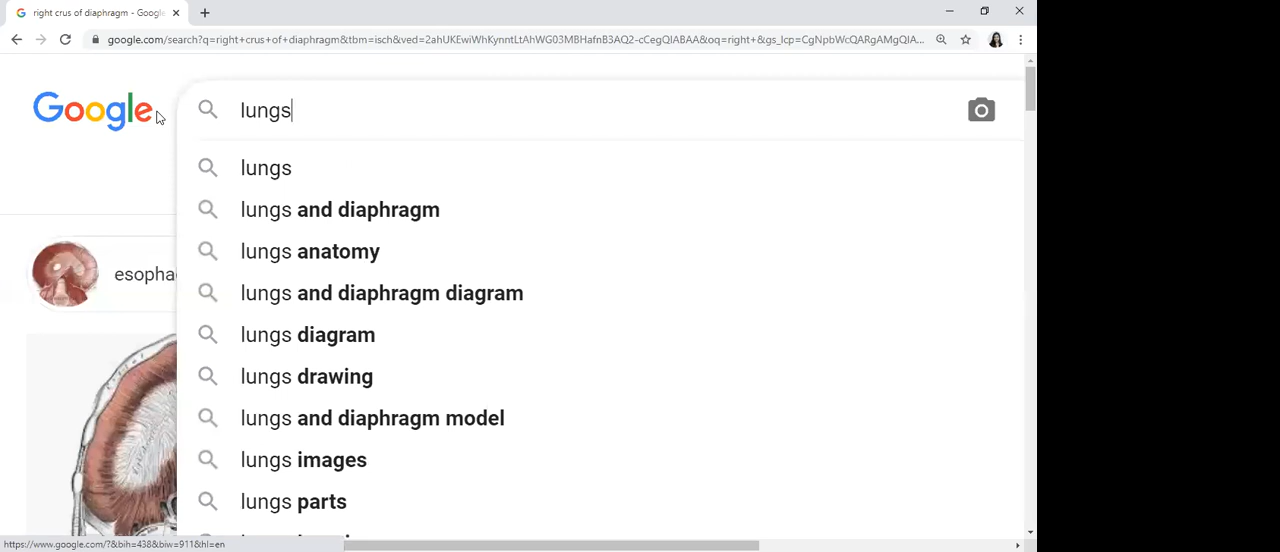 right crus of diaphragm - Google
google.com/search?q=right+crus+of+diaphragm&tbm=isch&ved=2ahUKEwiWhKynntLtAhWG03MBHafnB3AQ2-cCegQIABAA&oq=right+&gs_lcp=CgNpbWcQARgAMgQIA...
Google
lungs
lungs
lungs and diaphragm
lungs anatomy
esopha
lungs and diaphragm diagram
lungs diagram
lungs drawing
lungs and diaphragm model
lungs images
lungs parts
https://www.google.com/?&bih=438&biw=911&hl=en